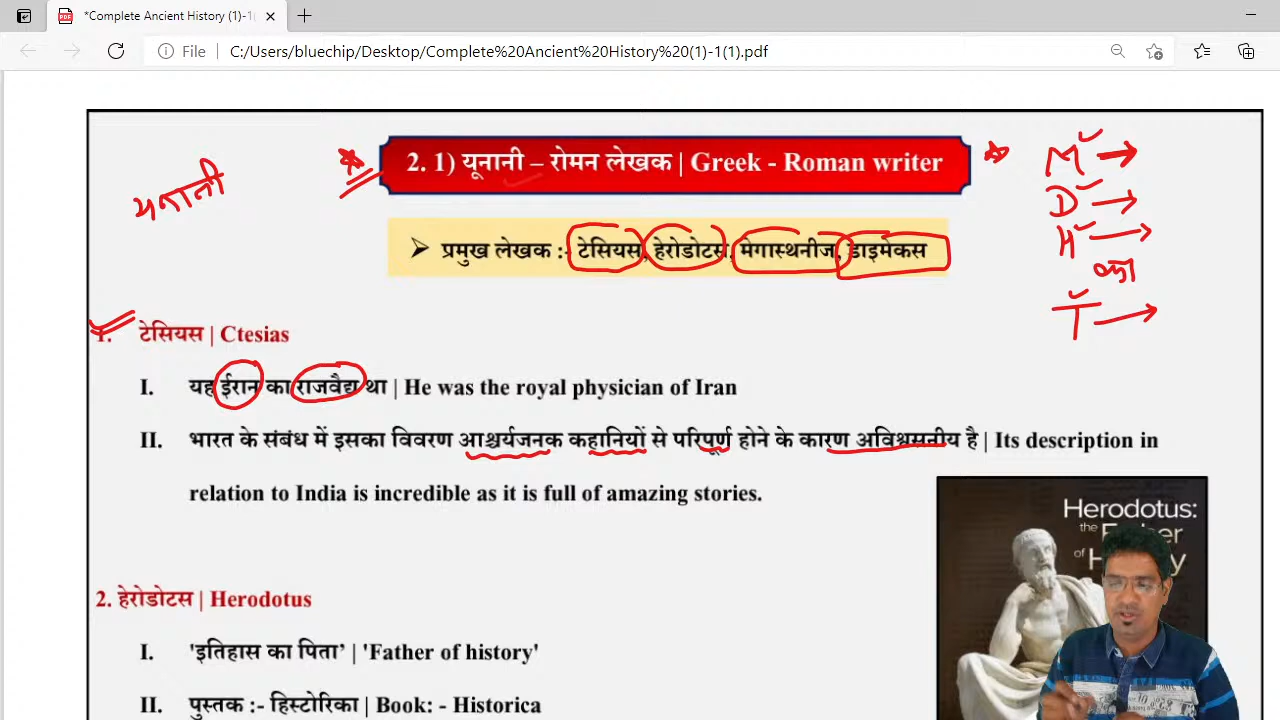 *Complete Ancient History (1)-1(
File
C:/Users/bluechip/Desktop/Complete%20Ancient%20History%20(1)-1(1).pdf
2. 1) यूनानी – रोमन लेखक | Greek - Roman writer
यूनानी
M →
D →
H →
का
T →
➢ प्रमुख लेखक :- टेसियस, हेरोडोटस, मेगास्थनीज, डाइमेकस
1. टेसियस | Ctesias
I. यह ईरान का राजवैद्य था | He was the royal physician of Iran
II. भारत के संबंध में इसका विवरण आश्चर्यजनक कहानियों से परिपूर्ण होने के कारण अविश्वसनीय है | Its description in
relation to India is incredible as it is full of amazing stories.
Herodotus:
the Father
of H y
2. हेरोडोटस | Herodotus
I. 'इतिहास का पिता’ | 'Father of history'
II. पुस्तक :- हिस्टोरिका | Book: - Historica